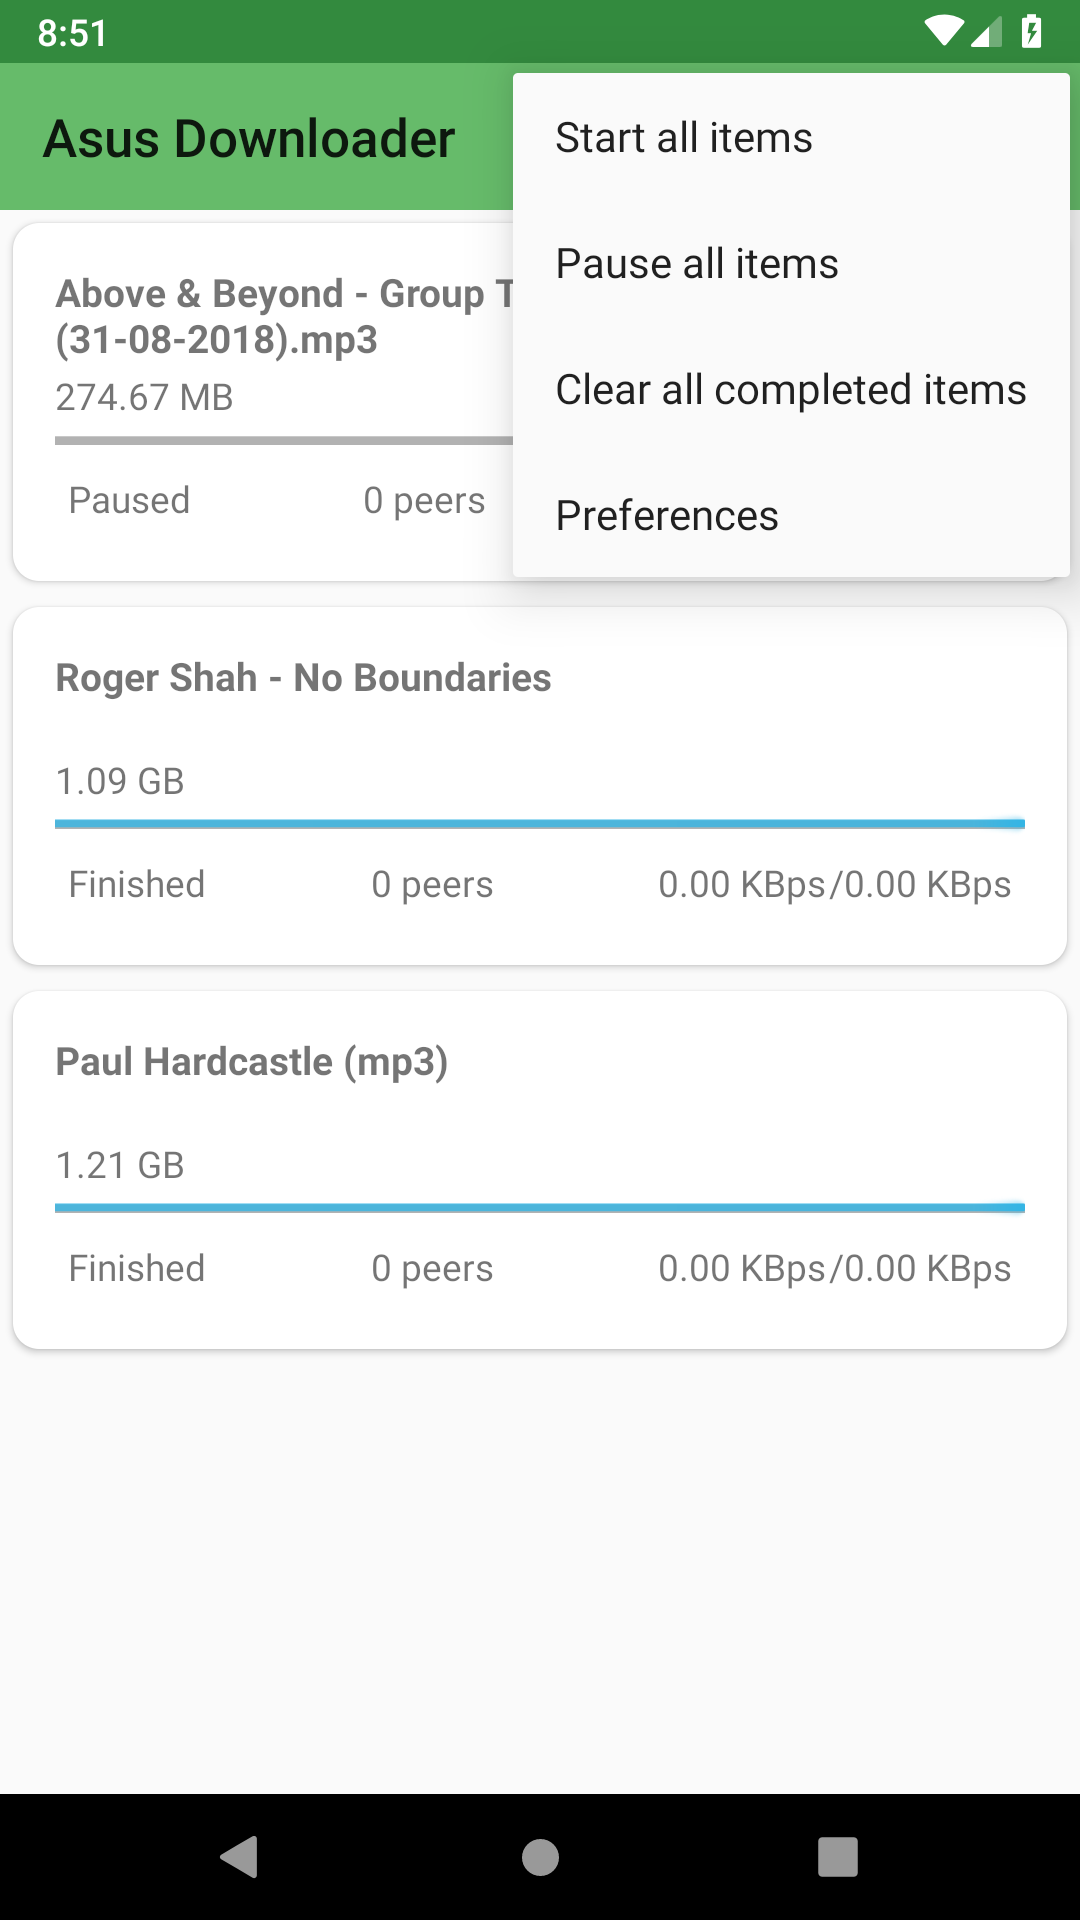 8:51
Asus Downloader
Start all items
Pause all items
Clear all completed items
Preferences
Above & Beyond - Group
(31-08-2018).mp3
274.67 MB
Paused 0 peers
Roger Shah - No Boundaries
1.09 GB
Finished 0 peers 0.00 KBps/0.00 KBps
Paul Hardcastle (mp3)
1.21 GB
Finished 0 peers 0.00 KBps/0.00 KBps